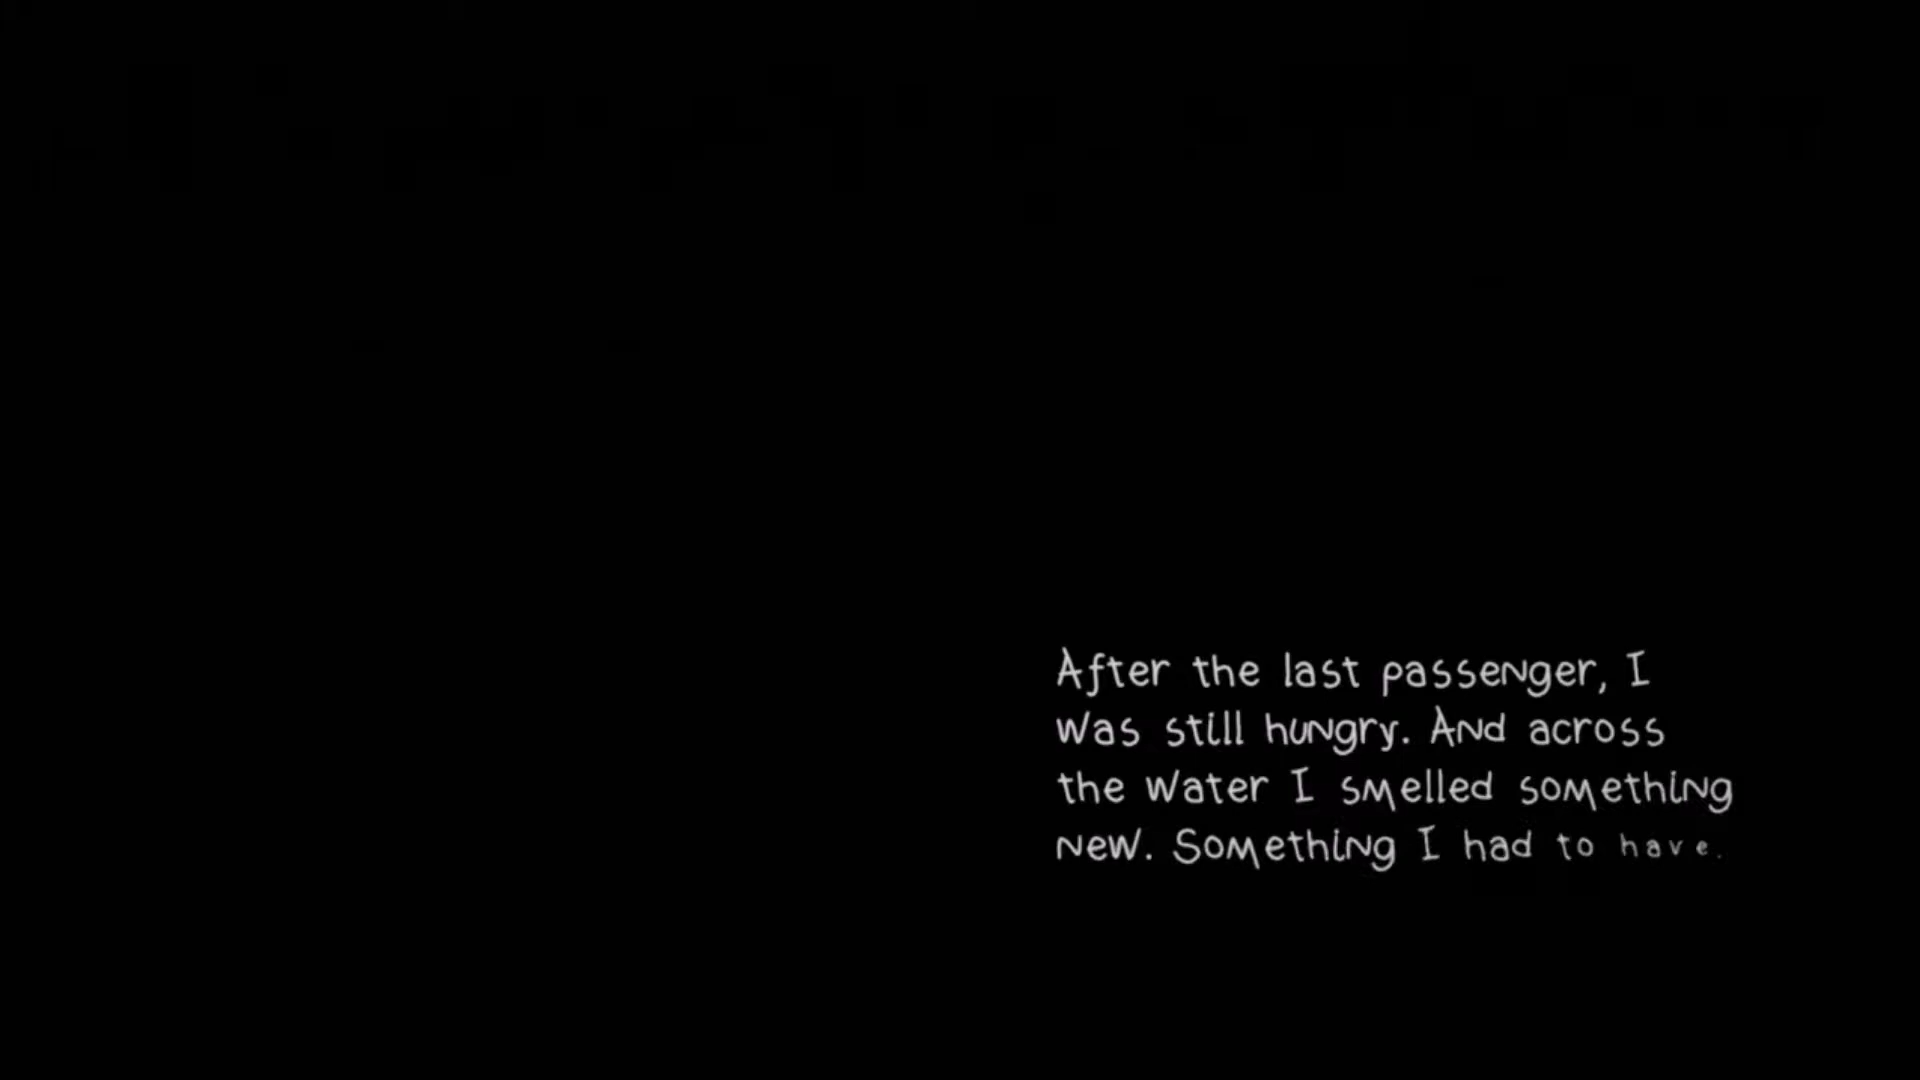 After the last passenger, I
was still hungry. And across
the water I smelled something
new. Something I had to have.